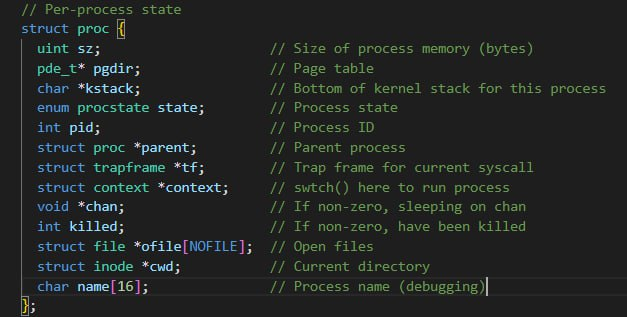 // Per-process state
struct proc {
  uint sz;                     // Size of process memory (bytes)
  pde_t* pgdir;                // Page table
  char *kstack;                // Bottom of kernel stack for this process
  enum procstate state;        // Process state
  int pid;                     // Process ID
  struct proc *parent;         // Parent process
  struct trapframe *tf;        // Trap frame for current syscall
  struct context *context;     // swtch() here to run process
  void *chan;                  // If non-zero, sleeping on chan
  int killed;                  // If non-zero, have been killed
  struct file *ofile[NOFILE];  // Open files
  struct inode *cwd;           // Current directory
  char name[16];               // Process name (debugging)
};